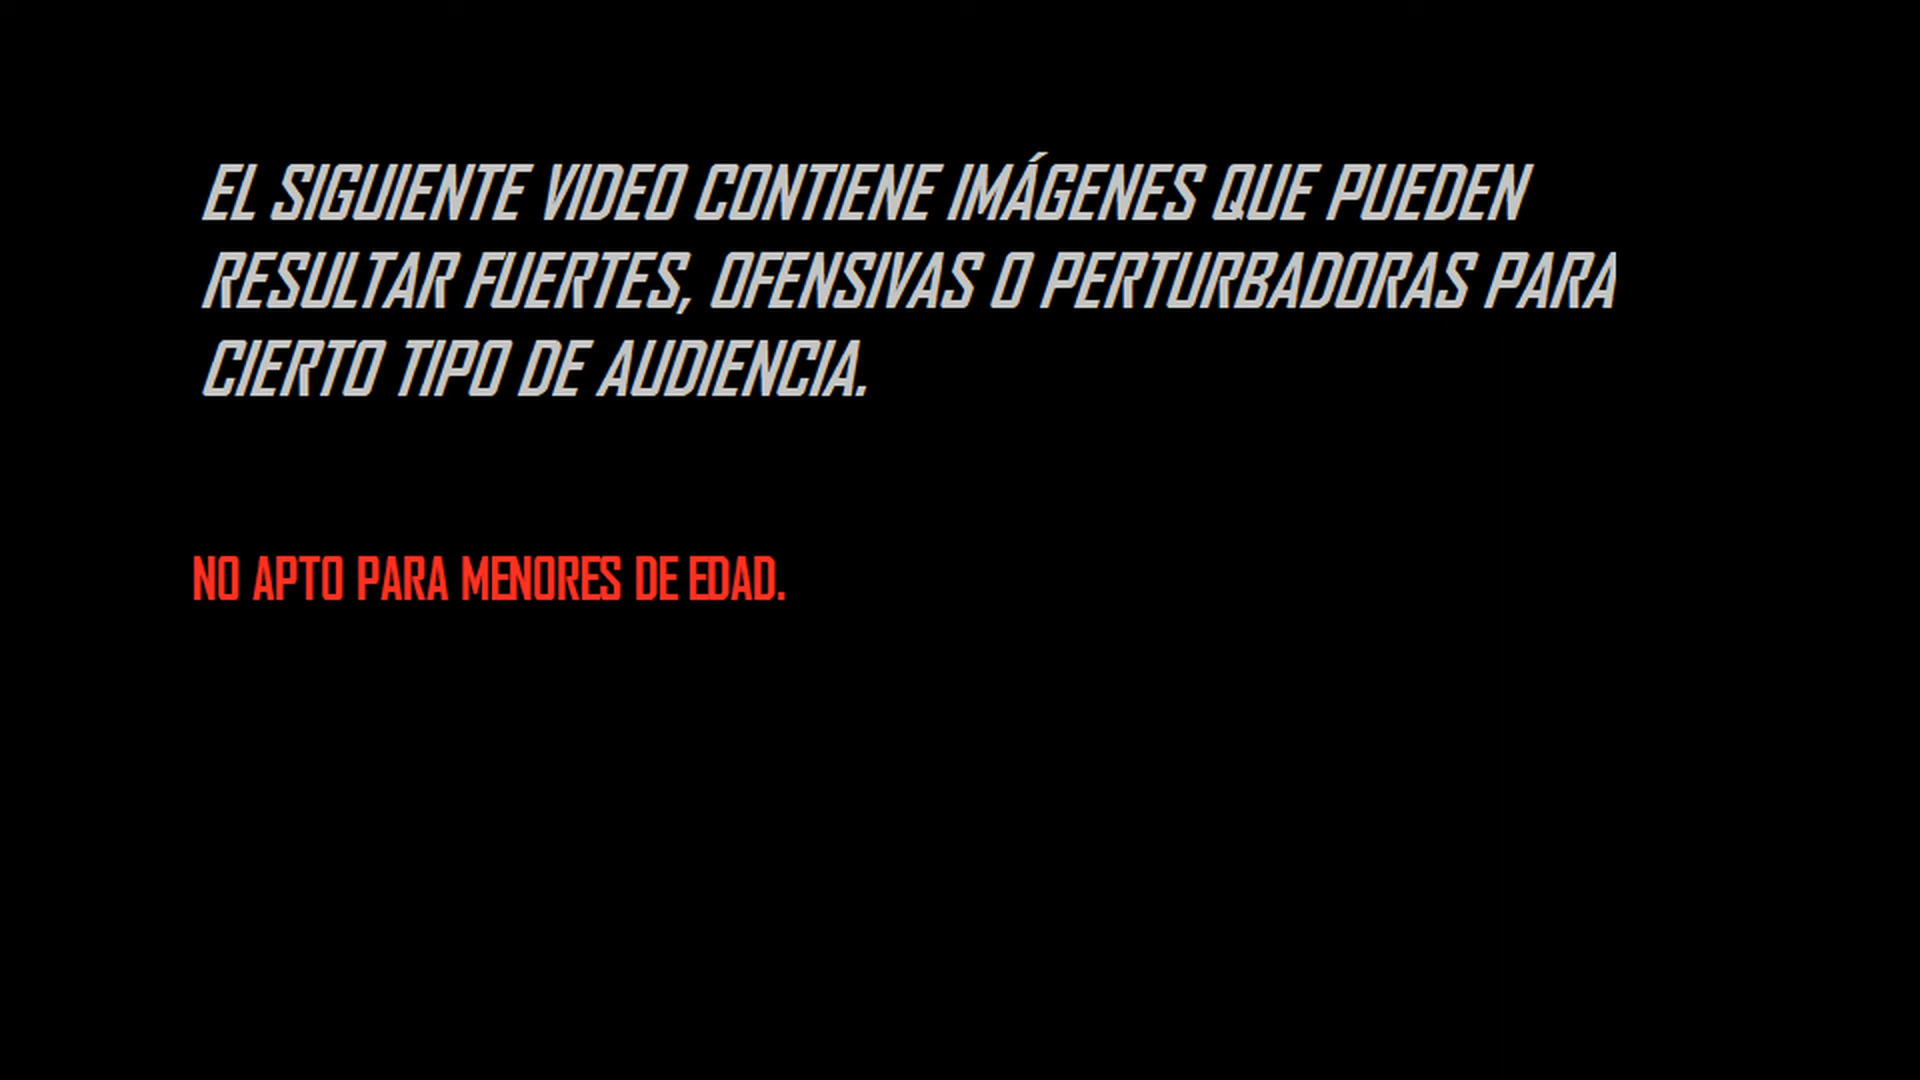 EL SIGUIENTE VIDEO CONTIENE IMÁGENES QUE PUEDEN
RESULTAR FUERTES, OFENSIVAS O PERTURBADORAS PARA
CIERTO TIPO DE AUDIENCIA.
NO APTO PARA MENORES DE EDAD.